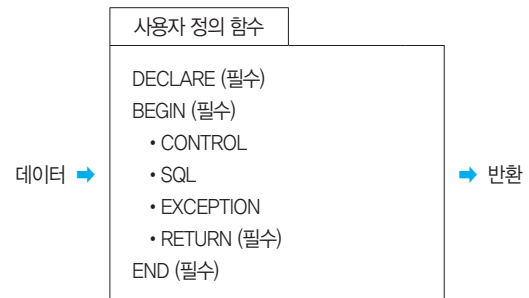 사용자 정의 함수
DECLARE (필수)
BEGIN (필수)
• CONTROL
데이터 ➡ • SQL ➡ 반환
• EXCEPTION
• RETURN (필수)
END (필수)